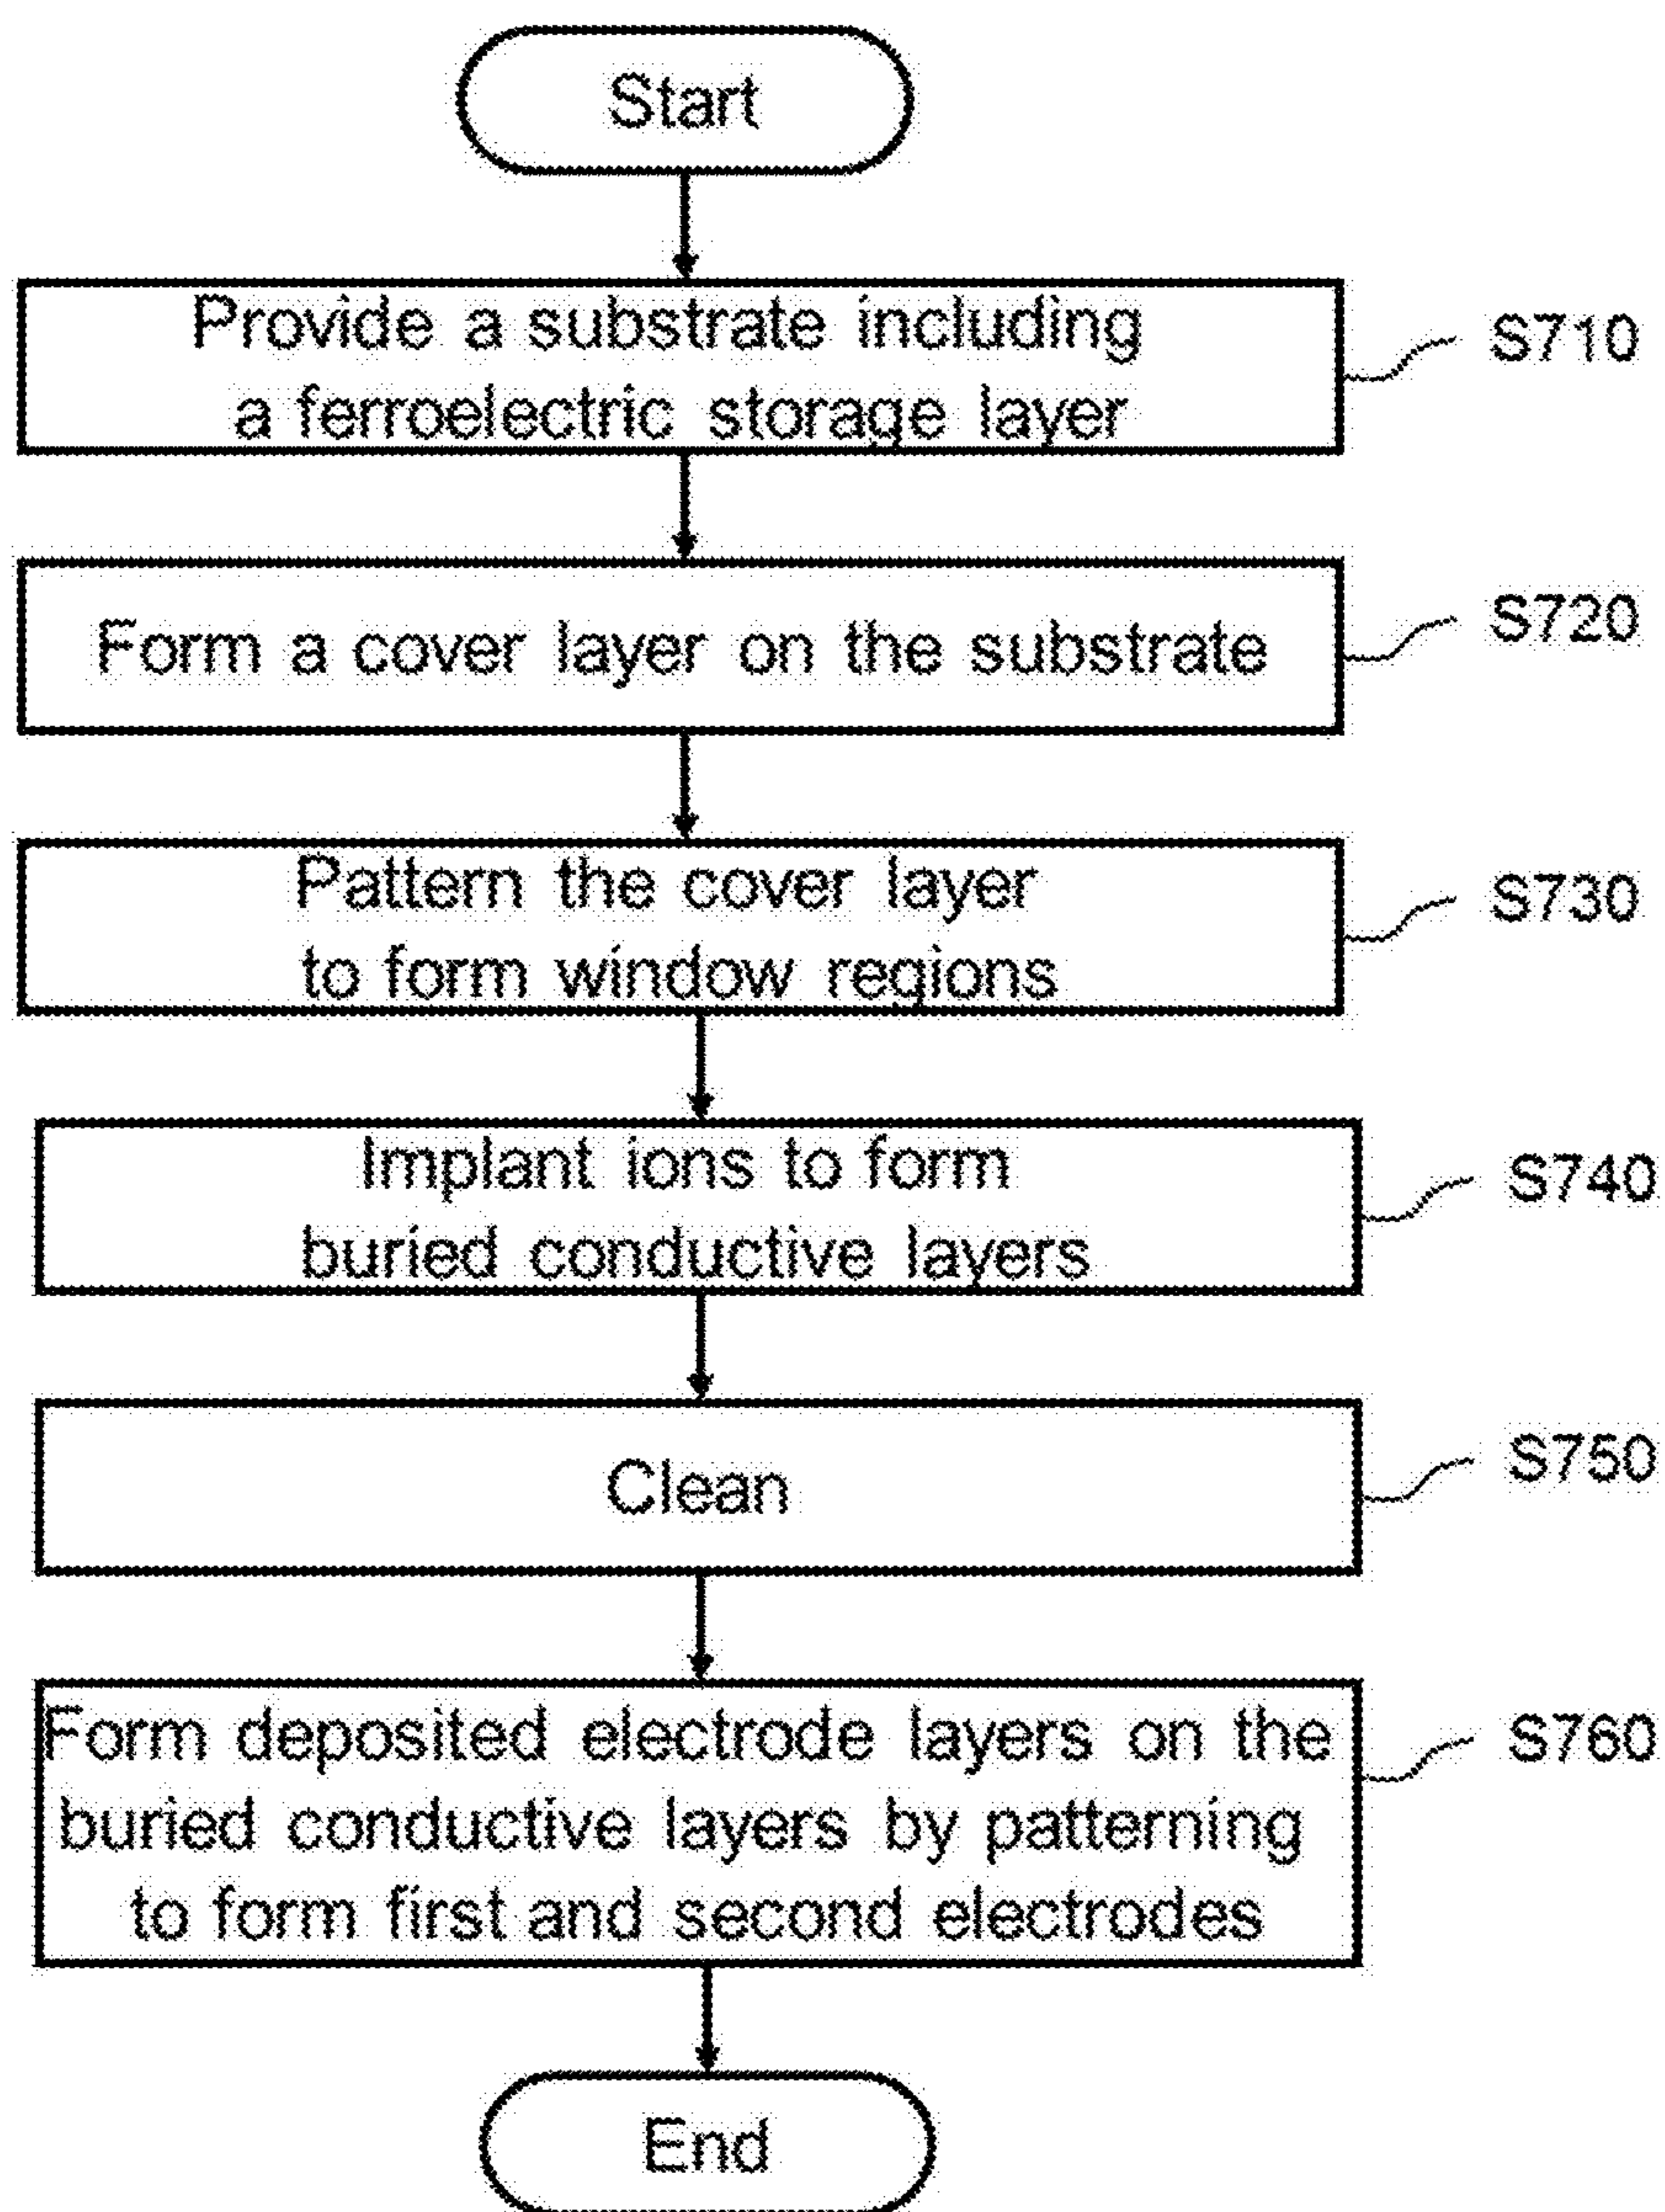 Start
Provide a substrate including
a ferroelectric storage layer
S710
Form a cover layer on the substrate
S720
Pattern the cover layer
to form window regions
S730
Implant ions to form
buried conductive layers
S740
Clean
S750
Form deposited electrode layers on the
buried conductive layers by patterning
to form first and second electrodes
S760
End